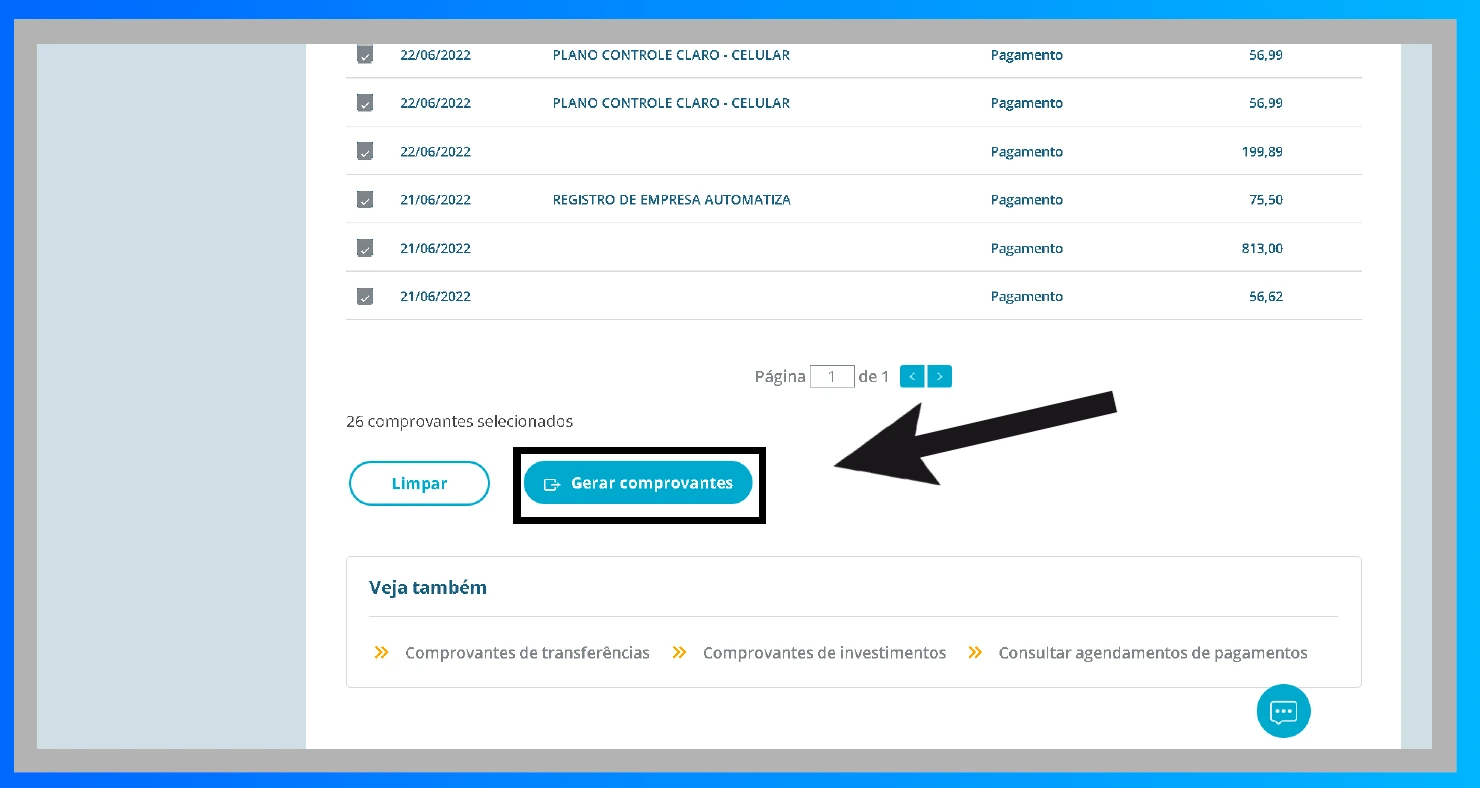 22/06/2022 PLANO CONTROLE CLARO - CELULAR Pagamento 56,99
22/06/2022 PLANO CONTROLE CLARO - CELULAR Pagamento 56,99
22/06/2022 Pagamento 199,89
21/06/2022 REGISTRO DE EMPRESA AUTOMATIZA Pagamento 75,50
21/06/2022 Pagamento 813,00
21/06/2022 Pagamento 56,62
Página 1 de 1 < >
26 comprovantes selecionados
Limpar Gerar comprovantes
Veja também
Comprovantes de transferências Comprovantes de investimentos Consultar agendamentos de pagamentos